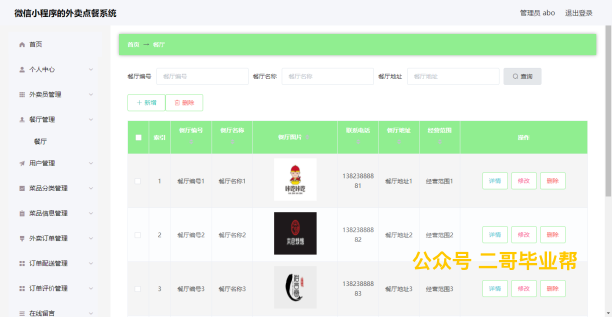 微信小程序的外卖点餐系统
管理员 abo 退出登录
首页
个人中心
外卖员管理
餐厅管理
餐厅
用户管理
菜品分类管理
菜品信息管理
外卖订单管理
订单配送管理
订单评价管理
在线留言
首页 餐厅
餐厅编号 餐厅编号 餐厅名称 餐厅名称 餐厅地址 餐厅地址 查询
+ 新增 删除
索引 餐厅编号 餐厅名称 餐厅图片 联系电话 餐厅地址 经营范围 操作
1 餐厅编号1 餐厅名称1 13823888881 餐厅地址1 经营范围1 详情 修改 删除
2 餐厅编号2 餐厅名称2 13823888882 餐厅地址2 经营范围2 详情 修改 删除
公众号 二哥毕业帮
3 餐厅编号3 餐厅名称3 13823888883 餐厅地址3 经营范围3 详情 修改 删除